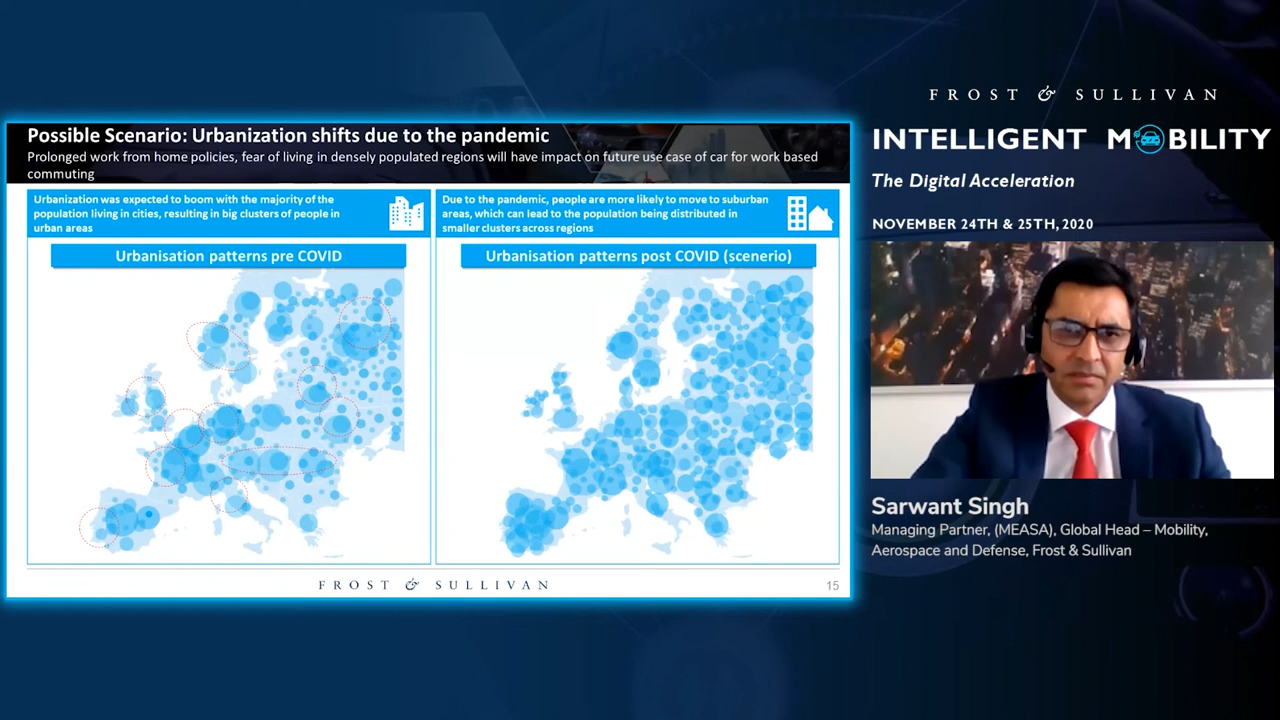 Possible Scenario: Urbanization shifts due to the pandemic
Prolonged work from home policies, fear of living in densely populated regions will have impact on future use case of car for work based
commuting
Urbanization was expected to boom with the majority of the
population living in cities, resulting in big clusters of people in
urban areas
Urbanisation patterns pre COVID
Due to the pandemic, people are more likely to move to suburban
areas, which can lead to the population being distributed in
smaller clusters across regions
Urbanisation patterns post COVID (scenerio)
FROST & SULLIVAN
15
FROST & SULLIVAN
INTELLIGENT MOBILITY
The Digital Acceleration
NOVEMBER 24TH & 25TH, 2020
Sarwant Singh
Managing Partner, (MEASA), Global Head – Mobility,
Aerospace and Defense, Frost & Sullivan